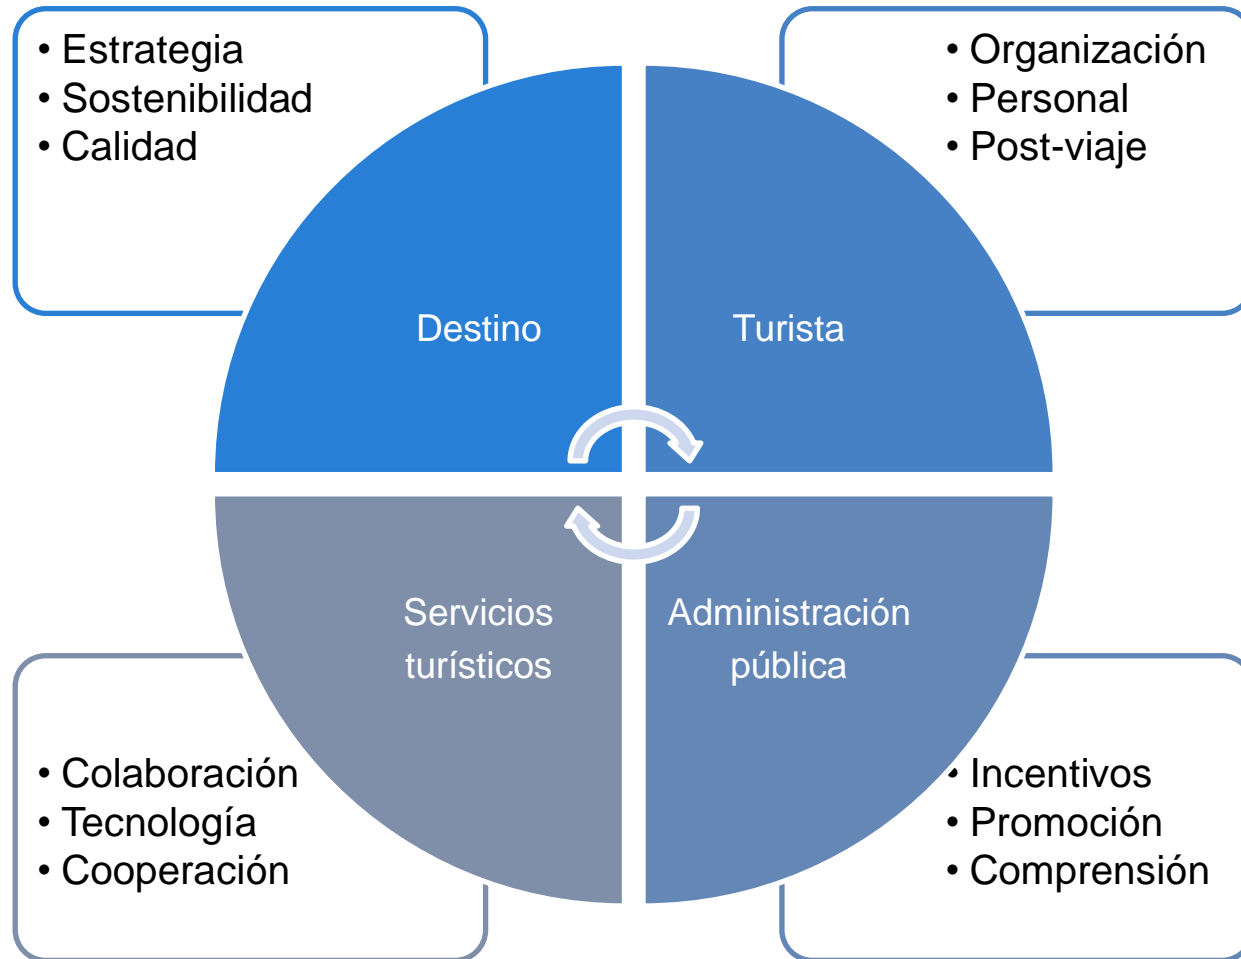 • Estrategia
• Sostenibilidad
• Calidad
• Organización
• Personal
• Post-viaje
Destino
Turista
Servicios
turísticos
Administración
pública
• Colaboración
• Tecnología
• Cooperación
• Incentivos
• Promoción
• Comprensión